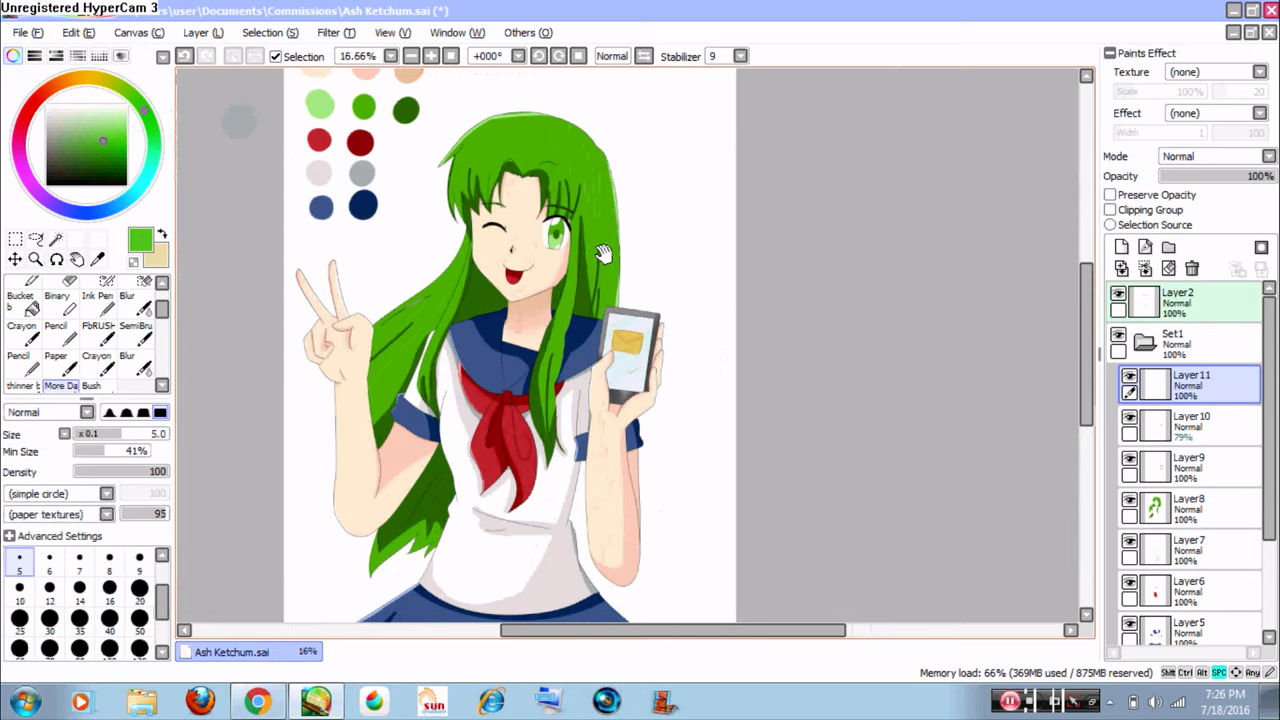 Unregistered HyperCam 3
user\Documents\Commissions\Ash Ketchum.sai (*)
File (F) Edit (E) Canvas (C) Layer (L) Selection (S) Filter (T) View (V) Window (W) Others (O)
Selection 16.66% +000° Normal Stabilizer 9
Paints Effect
Texture (none)
Scale 100% 20
Effect (none)
Width 1 100
Mode Normal
Opacity 100%
Preserve Opacity
Clipping Group
Selection Source
Bucket Binary Ink Pen Blur
b
Crayon Pencil FbRUSH SemiBru
Pencil Paper Crayon Blur
thinner b More Da Bush
Normal
Size x 0.1 5.0
Min Size 41%
Density 100
(simple circle)
(paper textures) 95
Advanced Settings
5 6 7 8 9
10 12 14 16 20
25 30 35 40 50
Layer2
Normal
100%
Set1
Normal
100%
Layer11
Normal
100%
Layer10
Normal
79%
Layer9
Normal
100%
Layer8
Normal
100%
Layer7
Normal
100%
Layer6
Normal
100%
Layer5
Normal
Ash Ketchum.sai 16%
Memory load: 66% (369MB used / 875MB reserved)
Shift Ctrl Alt SPC Any
sun
7:26 PM
7/18/2016